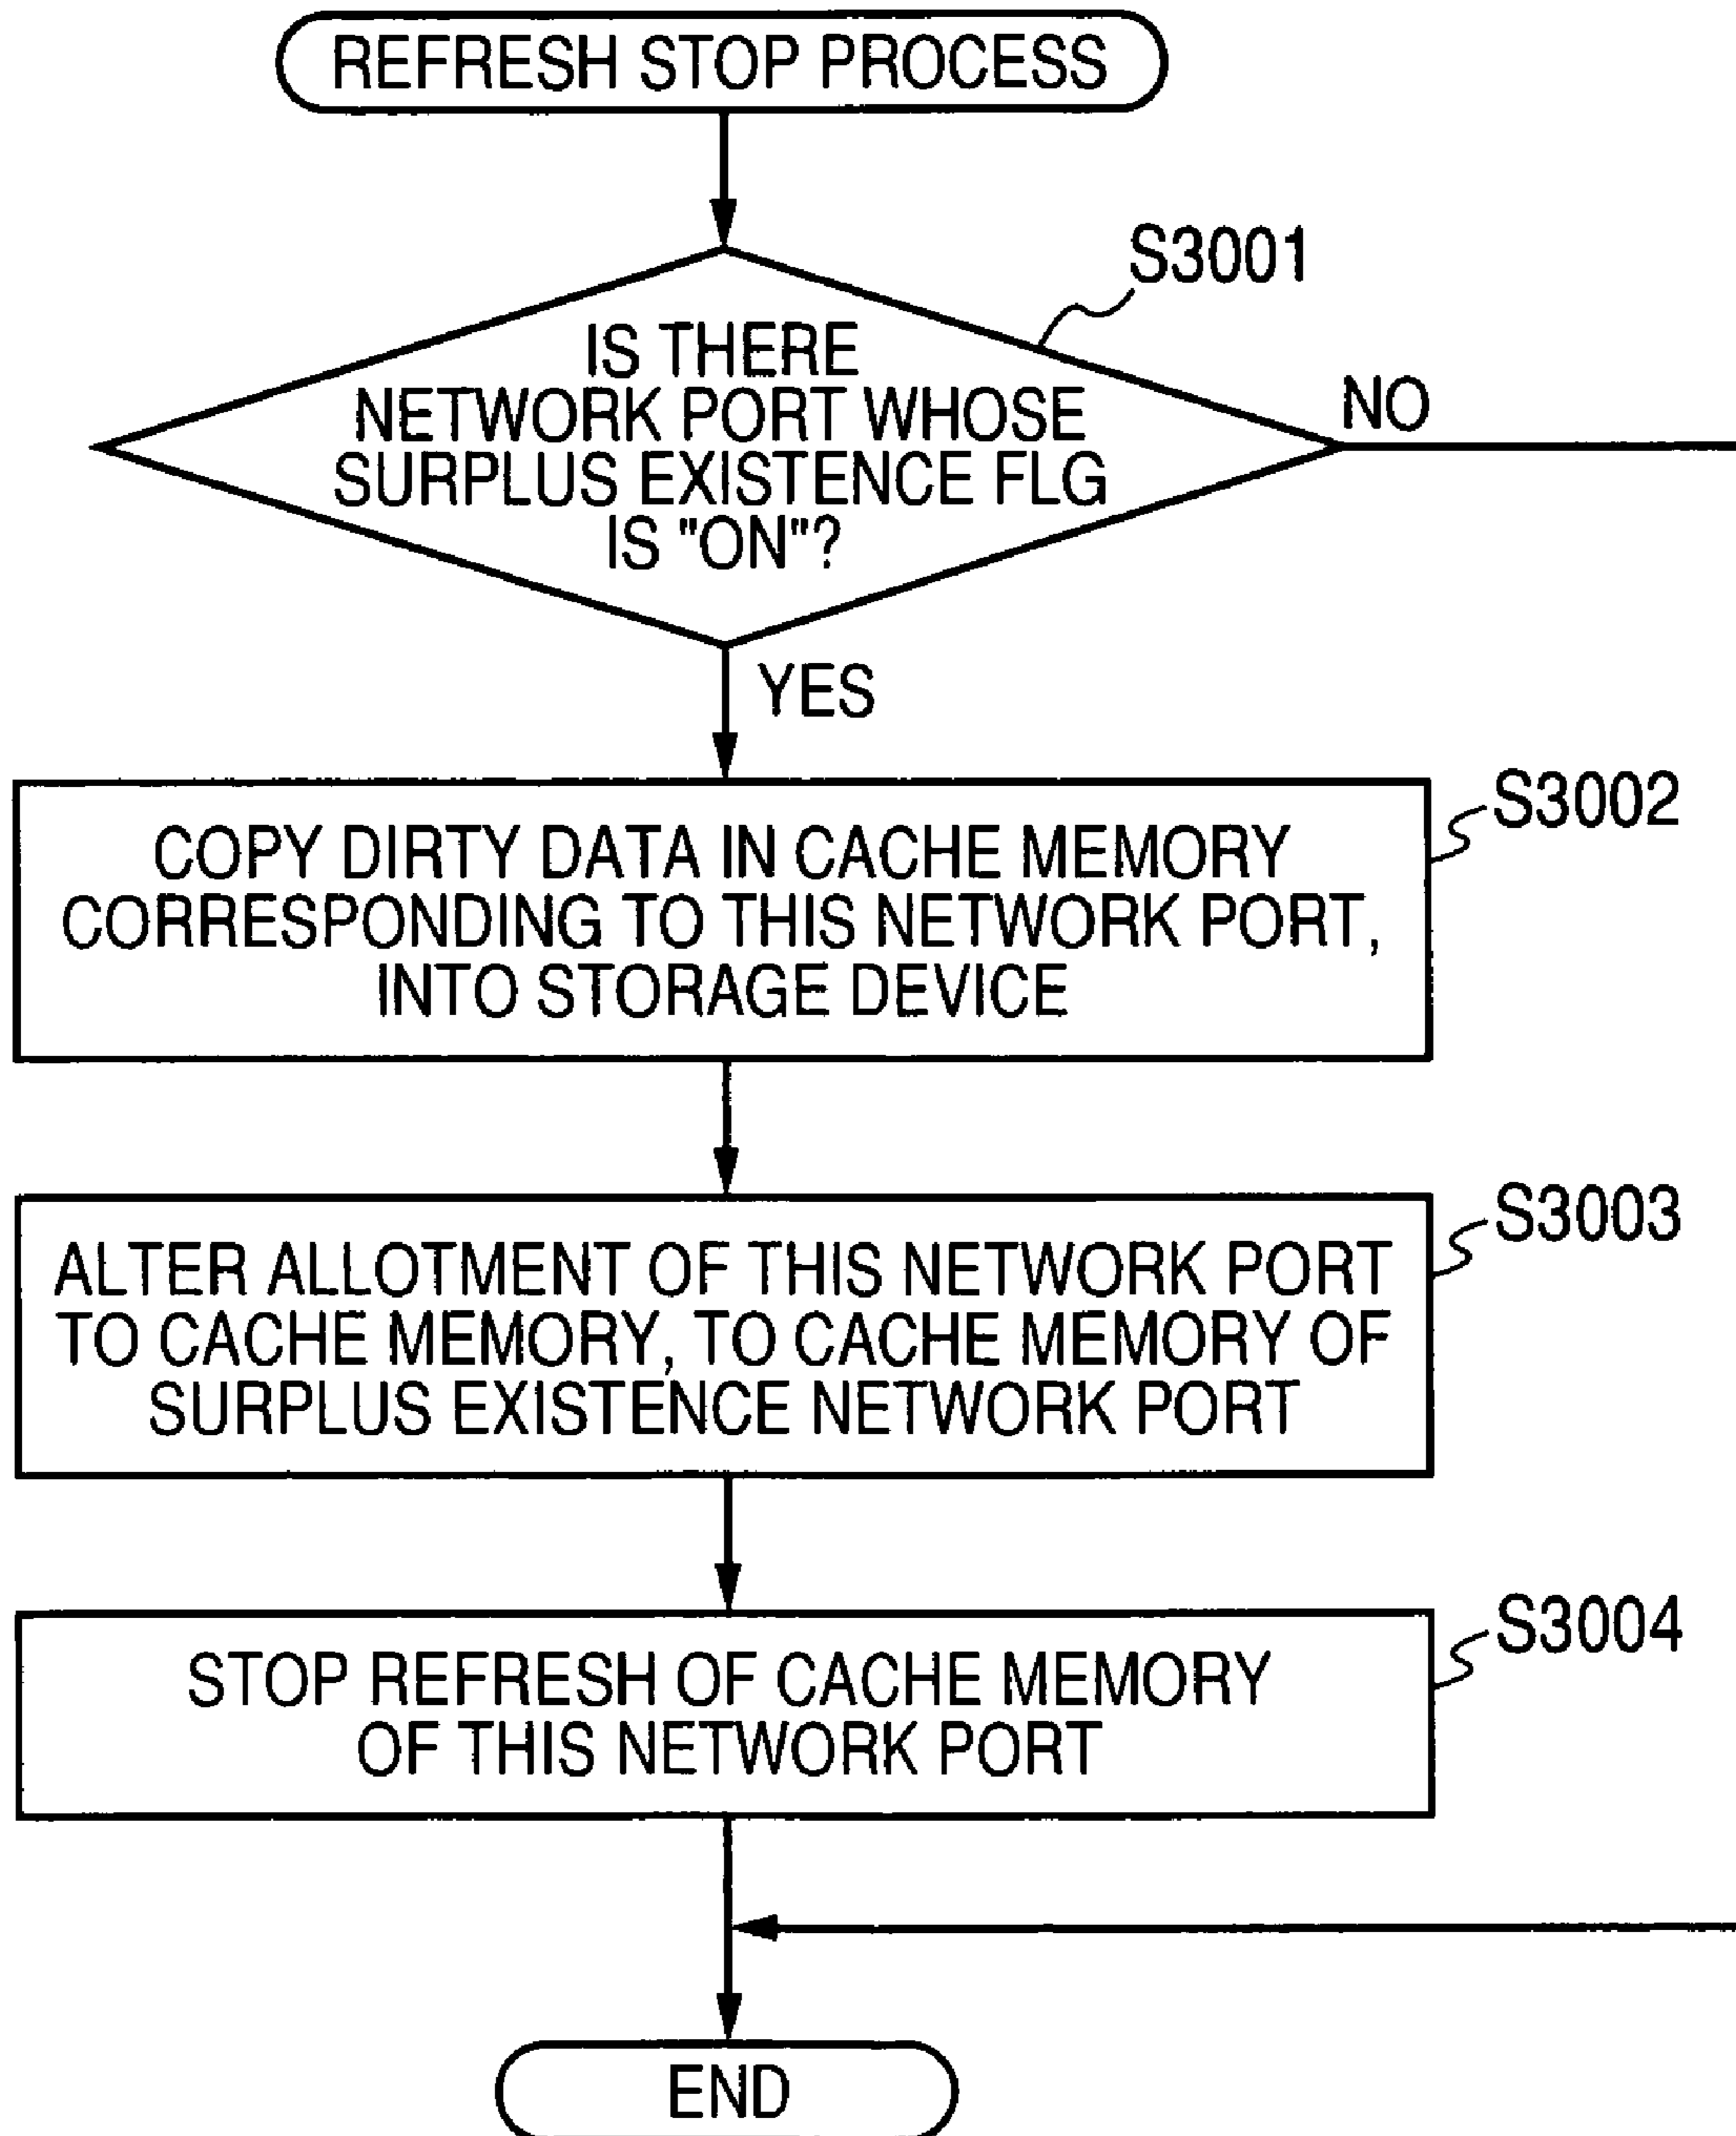 REFRESH STOP PROCESS
S3001
IS THERE
NETWORK PORT WHOSE
SURPLUS EXISTENCE FLG
IS "ON"?
NO
YES
S3002
COPY DIRTY DATA IN CACHE MEMORY
CORRESPONDING TO THIS NETWORK PORT,
INTO STORAGE DEVICE
S3003
ALTER ALLOTMENT OF THIS NETWORK PORT
TO CACHE MEMORY, TO CACHE MEMORY OF
SURPLUS EXISTENCE NETWORK PORT
S3004
STOP REFRESH OF CACHE MEMORY
OF THIS NETWORK PORT
END